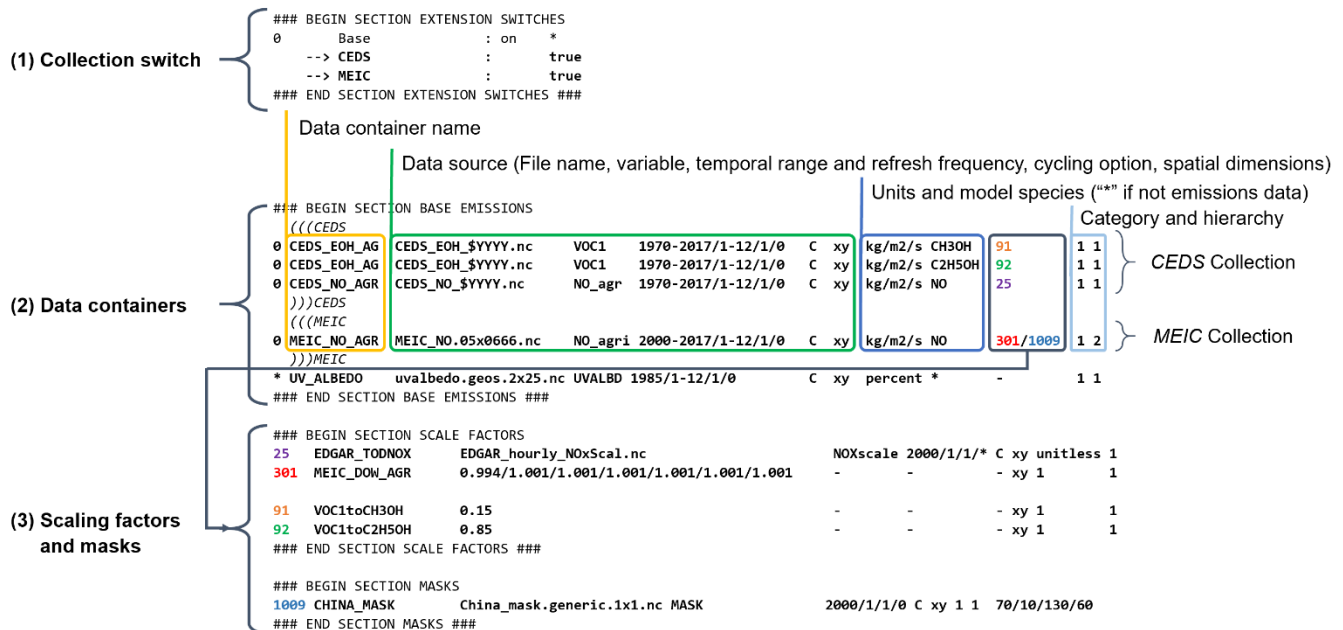 ### BEGIN SECTION EXTENSION SWITCHES
0 Base : on *
(1) Collection switch
--> CEDS : true
--> MEIC : true
### END SECTION EXTENSION SWITCHES ###
Data container name
Data source (File name, variable, temporal range and refresh frequency, cycling option, spatial dimensions)
Units and model species (“*” if not emissions data)
### BEGIN SECTION BASE EMISSIONS
Category and hierarchy
(((CEDS
0 CEDS_EOH_AG CEDS_EOH_$YYYY.nc VOC1 1970-2017/1-12/1/0 C xy kg/m2/s CH3OH 91 1 1
0 CEDS_EOH_AG CEDS_EOH_$YYYY.nc VOC1 1970-2017/1-12/1/0 C xy kg/m2/s C2H5OH 92 1 1
CEDS Collection
0 CEDS_NO_AGR CEDS_NO_$YYYY.nc NO_agr 1970-2017/1-12/1/0 C xy kg/m2/s NO 25 1 1
)))CEDS
(2) Data containers
(((MEIC
0 MEIC_NO_AGR MEIC_NO.05x0666.nc NO_agri 2000-2017/1-12/1/0 C xy kg/m2/s NO 301/1009 1 2
MEIC Collection
)))MEIC
* UV_ALBEDO uvalbedo.geos.2x25.nc UVALBD 1985/1-12/1/0 C xy percent * - 1 1
### END SECTION BASE EMISSIONS ###
### BEGIN SECTION SCALE FACTORS
25 EDGAR_TODNOX EDGAR_hourly_NOxScal.nc NOXscale 2000/1/1/* C xy unitless 1
301 MEIC_DOW_AGR 0.994/1.001/1.001/1.001/1.001/1.001/1.001 - - - xy 1 1
91 VOC1toCH3OH 0.15 - - - xy 1 1
(3) Scaling factors
and masks
92 VOC1toC2H5OH 0.85 - - - xy 1 1
### END SECTION SCALE FACTORS ###
### BEGIN SECTION MASKS
1009 CHINA_MASK China_mask.generic.1x1.nc MASK 2000/1/1/0 C xy 1 1 70/10/130/60
### END SECTION MASKS ###